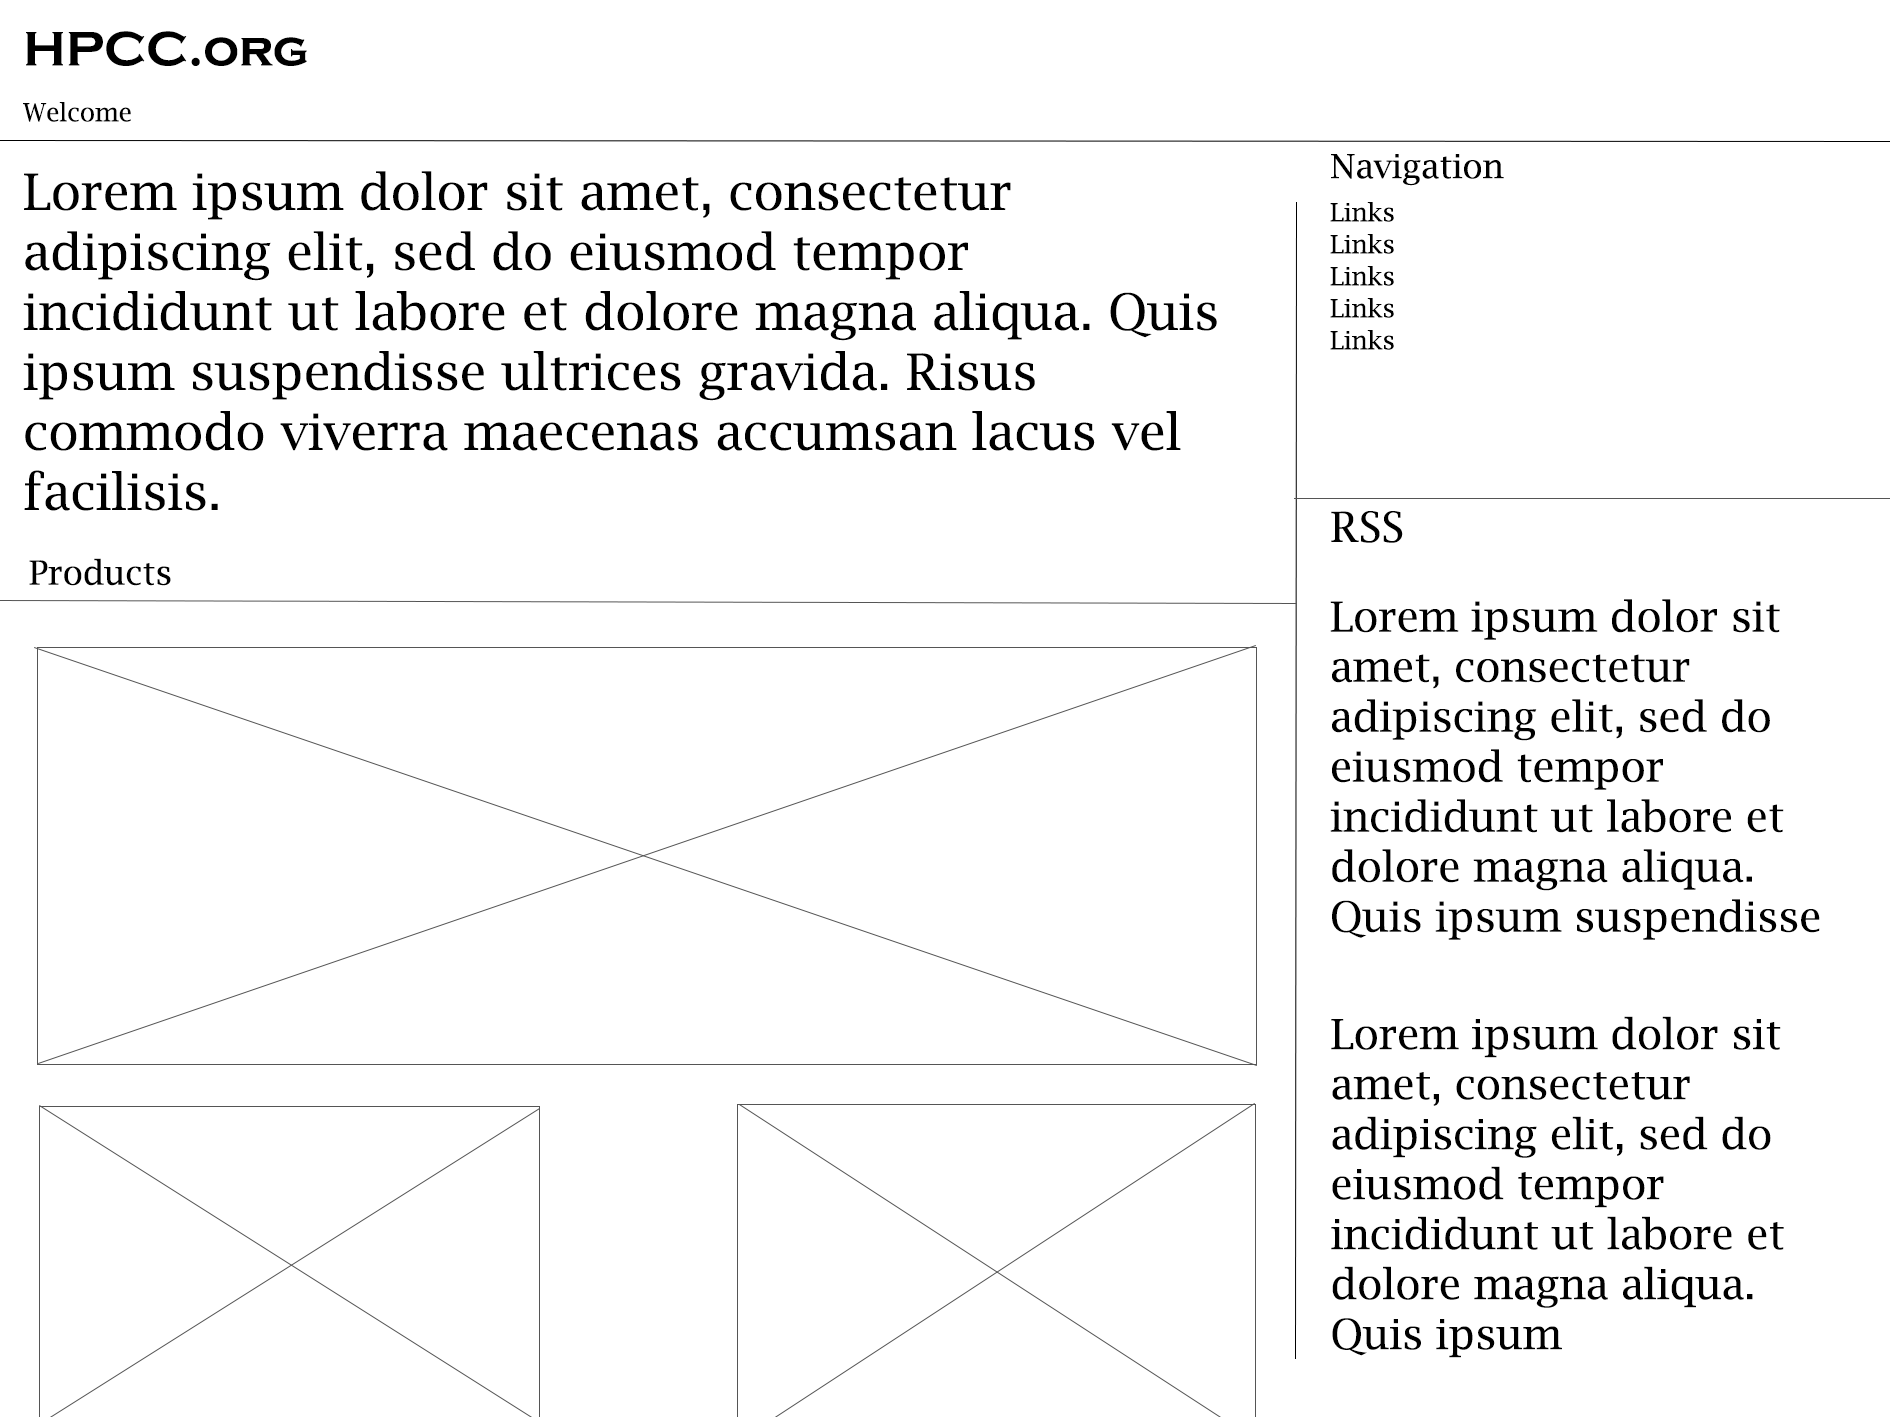 HPCC.ORG
Welcome
Lorem ipsum dolor sit amet, consectetur
adipiscing elit, sed do eiusmod tempor
incididunt ut labore et dolore magna aliqua. Quis
ipsum suspendisse ultrices gravida. Risus
commodo viverra maecenas accumsan lacus vel
facilisis.
Products
Navigation
Links
Links
Links
Links
Links
RSS
Lorem ipsum dolor sit
amet, consectetur
adipiscing elit, sed do
eiusmod tempor
incididunt ut labore et
dolore magna aliqua.
Quis ipsum suspendisse
Lorem ipsum dolor sit
amet, consectetur
adipiscing elit, sed do
eiusmod tempor
incididunt ut labore et
dolore magna aliqua.
Quis ipsum